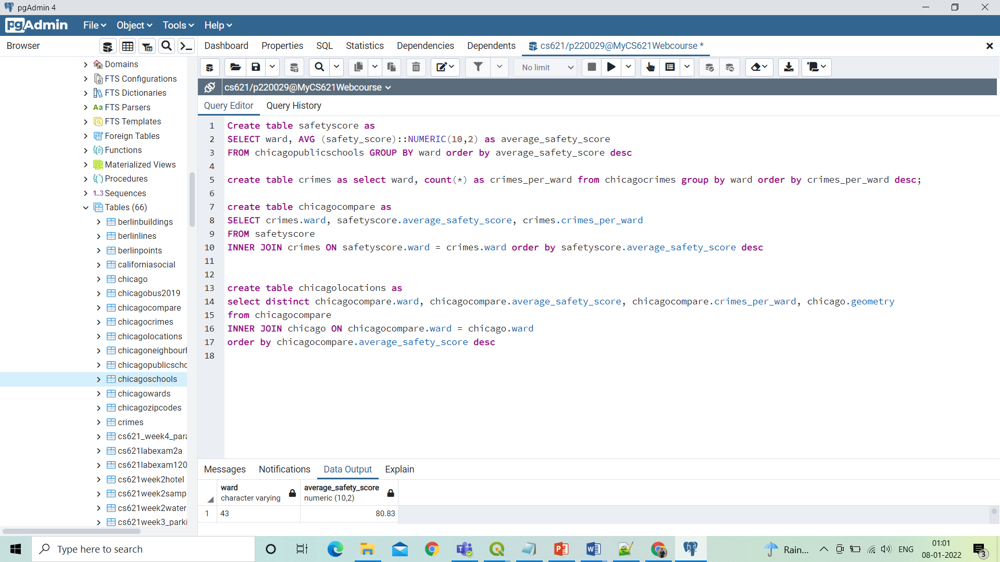 pgAdmin 4
pgAdmin File Object Tools Help
Browser
Dashboard Properties SQL Statistics Dependencies Dependents cs621/p220029@MyCS621Webcourse *
No limit
cs621/p220029@MyCS621Webcourse
Query Editor Query History
Domains
FTS Configurations
FTS Dictionaries
Aa FTS Parsers
FTS Templates
Foreign Tables
Functions
Materialized Views
Procedures
1..3 Sequences
Tables (66)
berlinbuildings
berlinlines
berlinpoints
californiasocial
chicago
chicagobus2019
chicagocompare
chicagocrimes
chicagolocations
chicagoneighbourh
chicagopublicscho
chicagoschools
chicagowards
chicagozipcodes
crimes
cs621_week4_para
cs621labexam2a
cs621labexam120
cs621week2hotel
cs621week2samp
cs621week2water
cs621week3_parki
1 Create table safetyscore as
2 SELECT ward, AVG (safety_score)::NUMERIC(10,2) as average_safety_score
3 FROM chicagopublicschools GROUP BY ward order by average_safety_score desc
4
5 create table crimes as select ward, count(*) as crimes_per_ward from chicagocrimes group by ward order by crimes_per_ward desc;
6
7 create table chicagocompare as
8 SELECT crimes.ward, safetyscore.average_safety_score, crimes.crimes_per_ward
9 FROM safetyscore
10 INNER JOIN crimes ON safetyscore.ward = crimes.ward order by safetyscore.average_safety_score desc
11
12
13 create table chicagolocations as
14 select distinct chicagocompare.ward, chicagocompare.average_safety_score, chicagocompare.crimes_per_ward, chicago.geometry
15 from chicagocompare
16 INNER JOIN chicago ON chicagocompare.ward = chicago.ward
17 order by chicagocompare.average_safety_score desc
18
Messages Notifications Data Output Explain
ward average_safety_score
character varying numeric (10,2)
1 43 80.83
Type here to search
Rain... ENG 01:01
08-01-2022 3